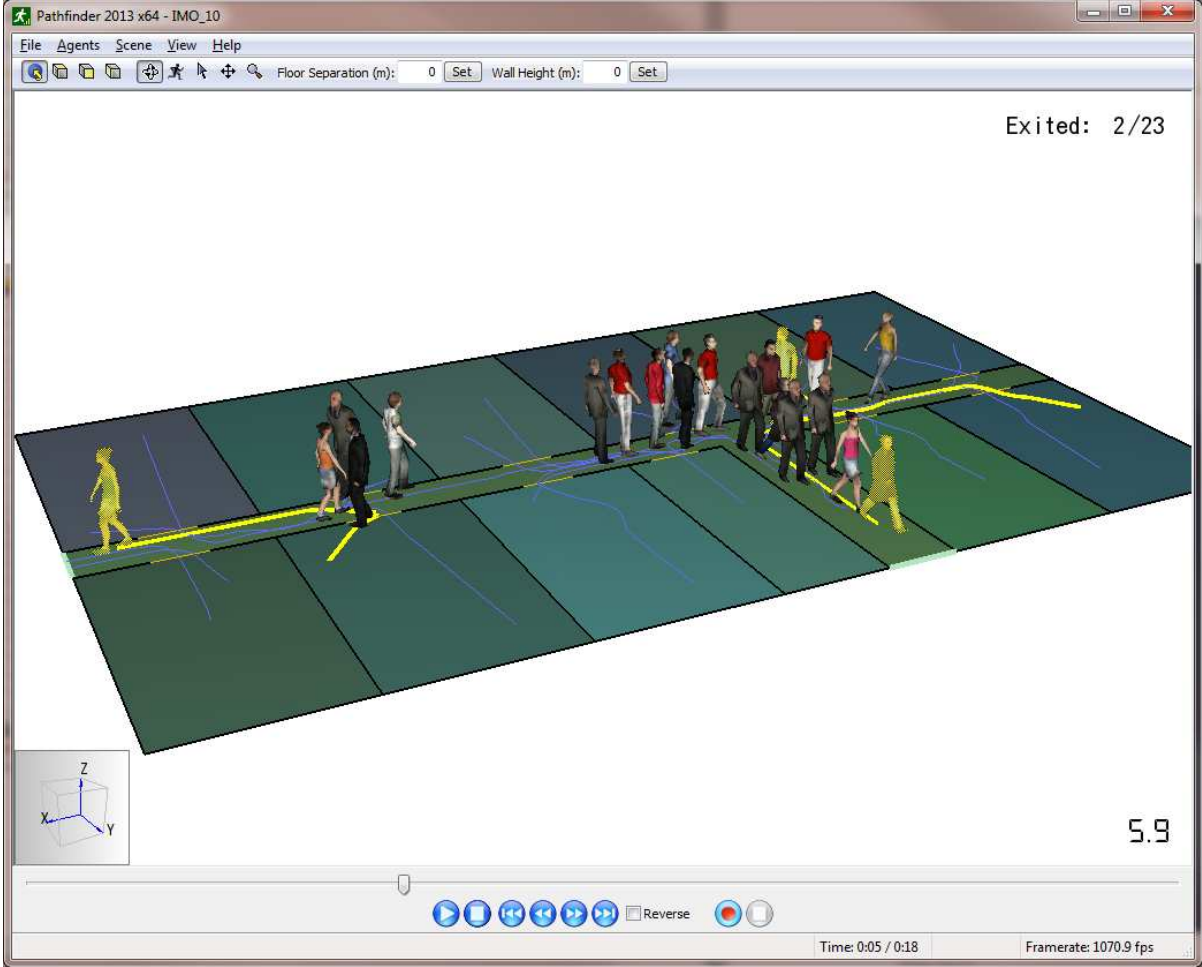 Pathfinder 2013 x64 - IMO_10
File Agents Scene View Help
Floor Separation (m): 0 Set Wall Height (m): 0 Set
Exited: 2/23
Z
X
Y
5.9
Reverse
Time: 0:05 / 0:18 Framerate: 1070.9 fps